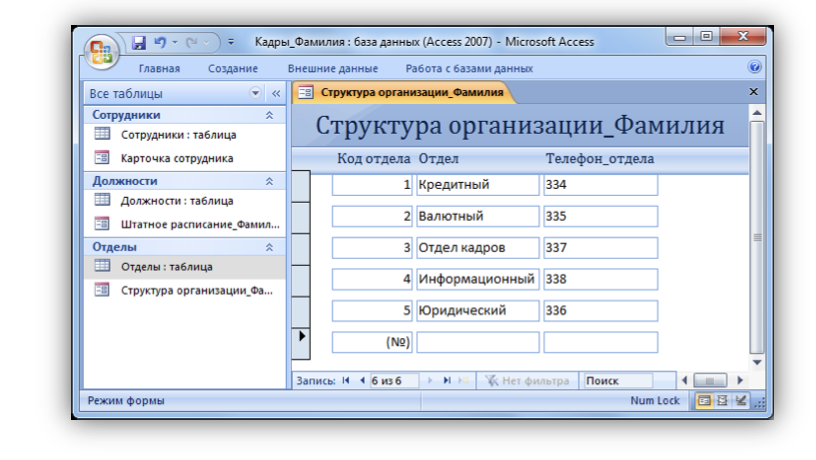 Кадры_Фамилия : база данных (Access 2007) - Microsoft Access
Главная Создание Внешние данные Работа с базами данных
Все таблицы
Сотрудники
Сотрудники : таблица
Карточка сотрудника
Должности
Должности : таблица
Штатное расписание_Фамил...
Отделы
Отделы : таблица
Структура организации_Фа...
Структура организации_Фамилия
Структура организации_Фамилия
Код отдела Отдел Телефон_отдела
1 Кредитный 334
2 Валютный 335
3 Отдел кадров 337
4 Информационный 338
5 Юридический 336
(№)
Запись: 6 из 6 Нет фильтра Поиск
Режим формы Num Lock